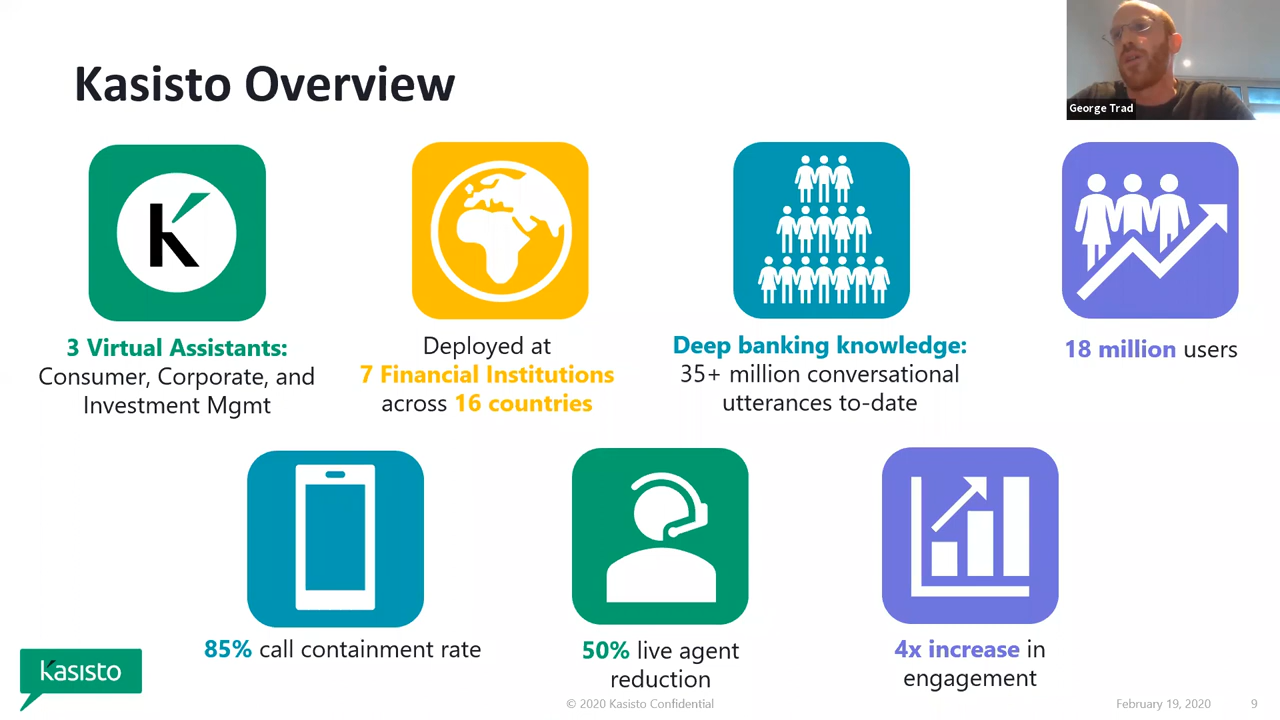 Kasisto Overview
George Trad
3 Virtual Assistants:
Consumer, Corporate, and
Investment Mgmt
Deployed at
7 Financial Institutions
across 16 countries
Deep banking knowledge:
35+ million conversational
utterances to-date
18 million users
85% call containment rate
50% live agent
reduction
4x increase in
engagement
Kasisto
© 2020 Kasisto Confidential
February 19, 2020
9